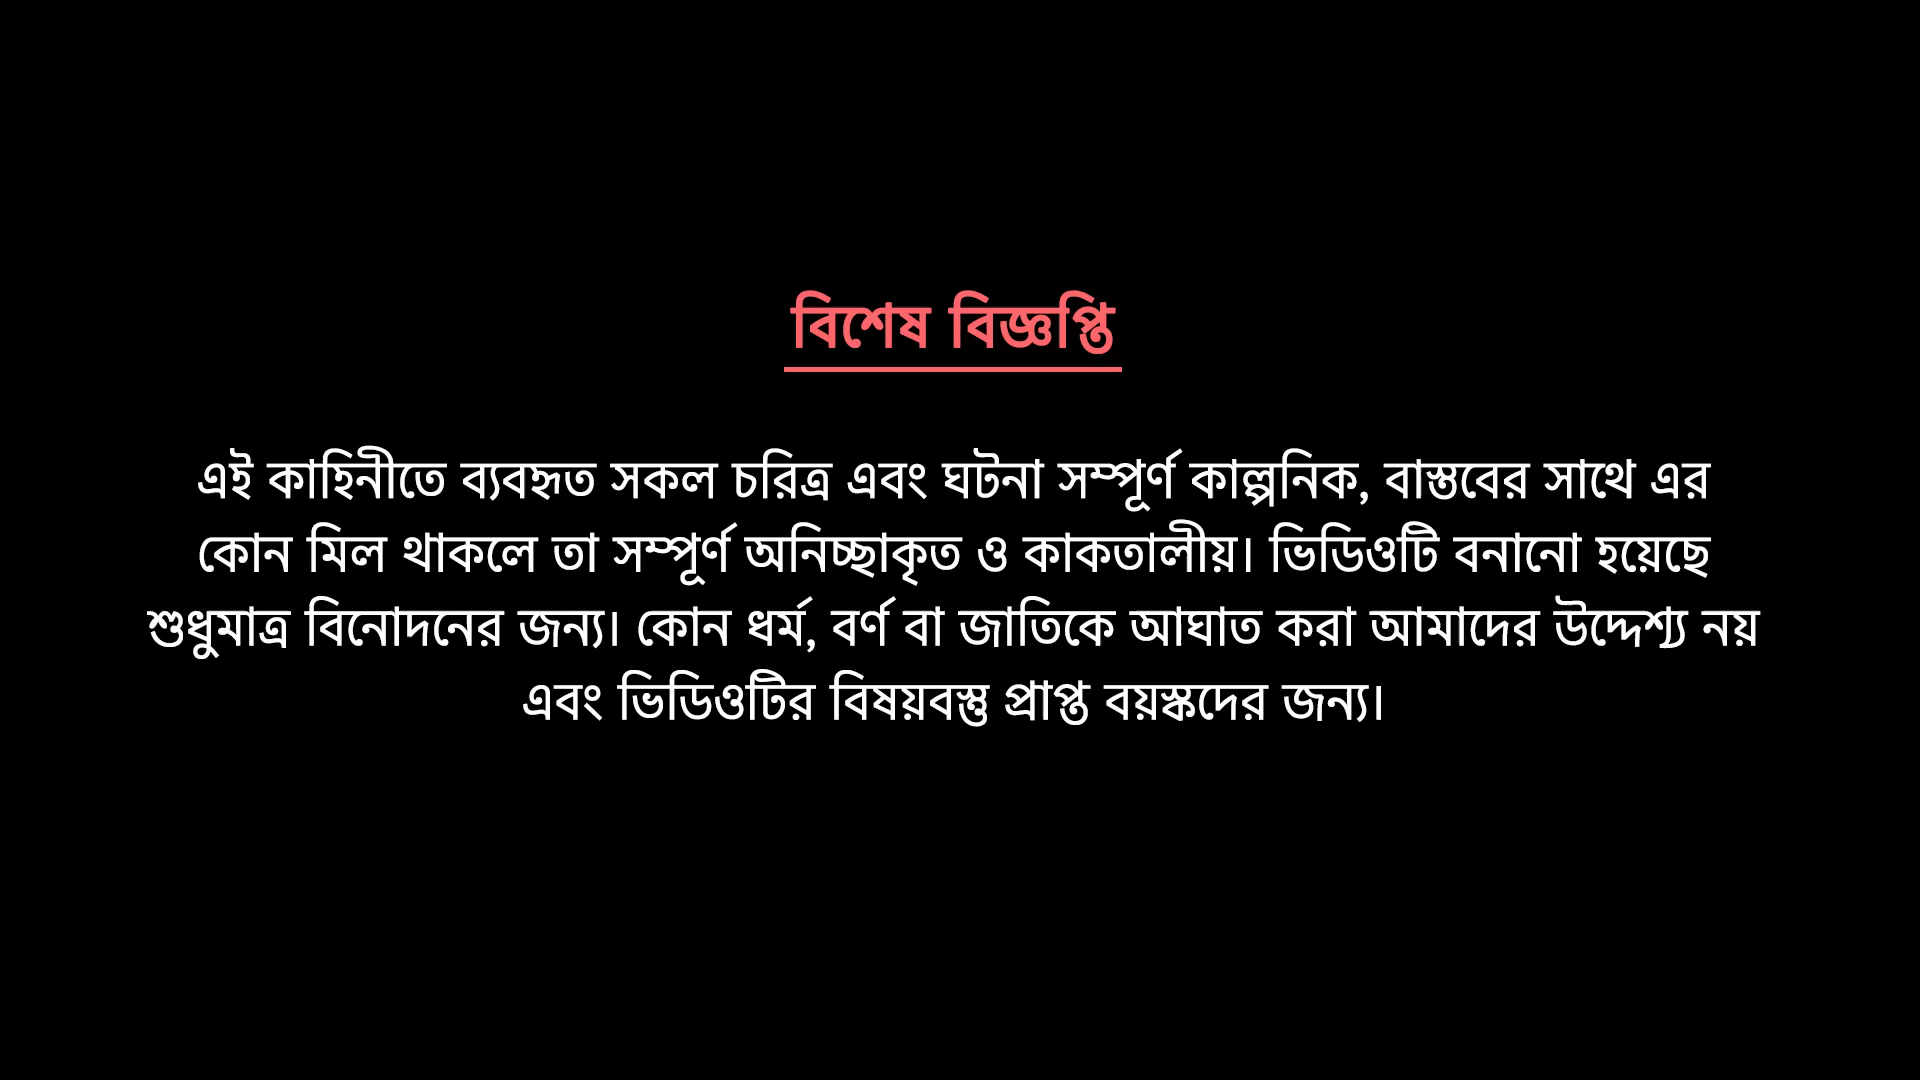 বিশেষ বিজ্ঞপ্তি
এই কাহিনীতে ব্যবহৃত সকল চরিত্র এবং ঘটনা সম্পূর্ণ কাল্পনিক, বাস্তবের সাথে এর
কোন মিল থাকলে তা সম্পূর্ণ অনিচ্ছাকৃত ও কাকতালীয়। ভিডিওটি বনানো হয়েছে
শুধুমাত্র বিনোদনের জন্য। কোন ধর্ম, বর্ণ বা জাতিকে আঘাত করা আমাদের উদ্দেশ্য নয়
এবং ভিডিওটির বিষয়বস্তু প্রাপ্ত বয়স্কদের জন্য।